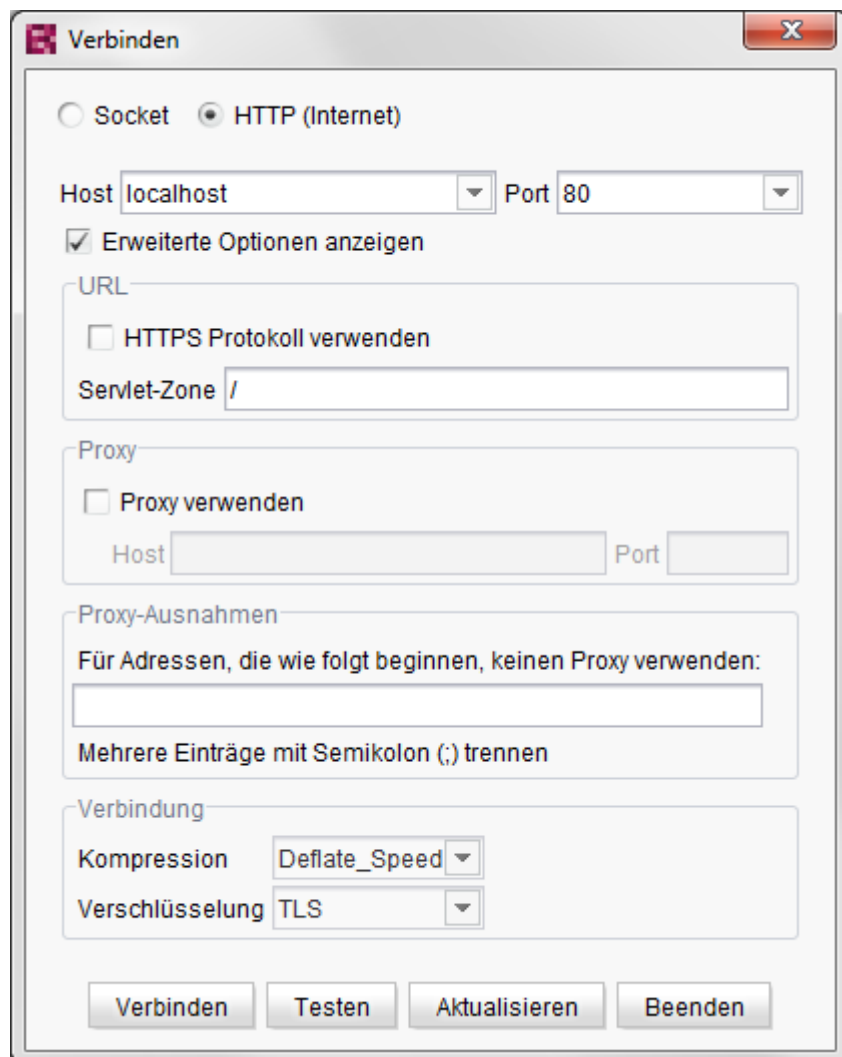 Verbinden
Socket HTTP (Internet)
Host localhost Port 80
Erweiterte Optionen anzeigen
URL
HTTPS Protokoll verwenden
Servlet-Zone /
Proxy
Proxy verwenden
Host Port
Proxy-Ausnahmen
Für Adressen, die wie folgt beginnen, keinen Proxy verwenden:
Mehrere Einträge mit Semikolon (;) trennen
Verbindung
Kompression Deflate_Speed
Verschlüsselung TLS
Verbinden Testen Aktualisieren Beenden